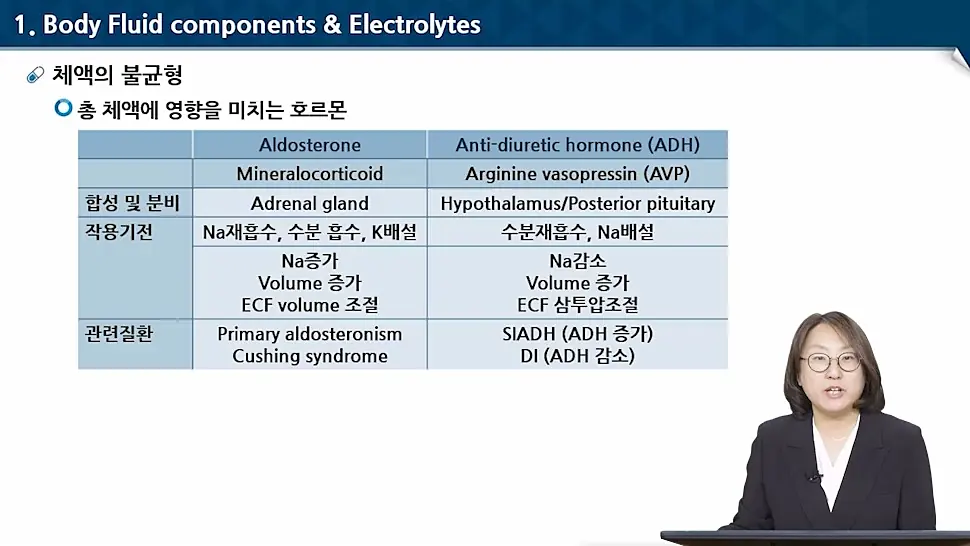 1. Body Fluid components & Electrolytes
체액의 불균형
총 체액에 영향을 미치는 호르몬
Aldosterone
Anti-diuretic hormone (ADH)
Mineralocorticoid
Arginine vasopressin (AVP)
합성 및 분비
Adrenal gland
Hypothalamus/Posterior pituitary
작용기전
Na재흡수, 수분 흡수, K배설
수분재흡수, Na배설
Na증가
Volume 증가
ECF volume 조절
Na감소
Volume 증가
ECF 삼투압조절
관련질환
Primary aldosteronism
Cushing syndrome
SIADH (ADH 증가)
DI (ADH 감소)